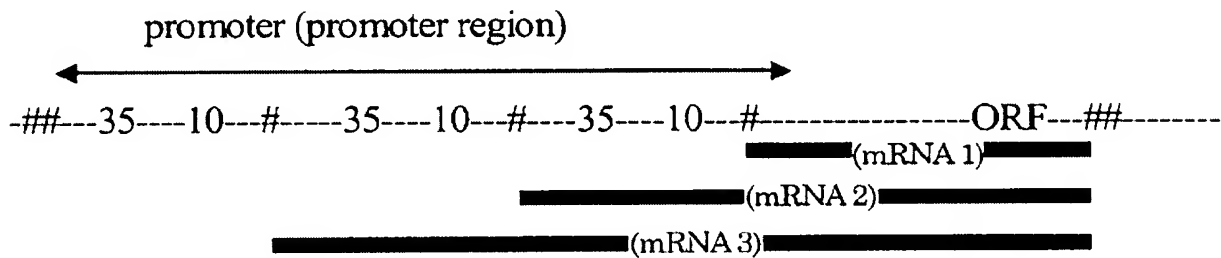 promoter (promoter region)
-##---35----10---#-----35----10---#----35----10---#-----------------ORF---##--------
(mRNA 1)
(mRNA 2)
(mRNA 3)